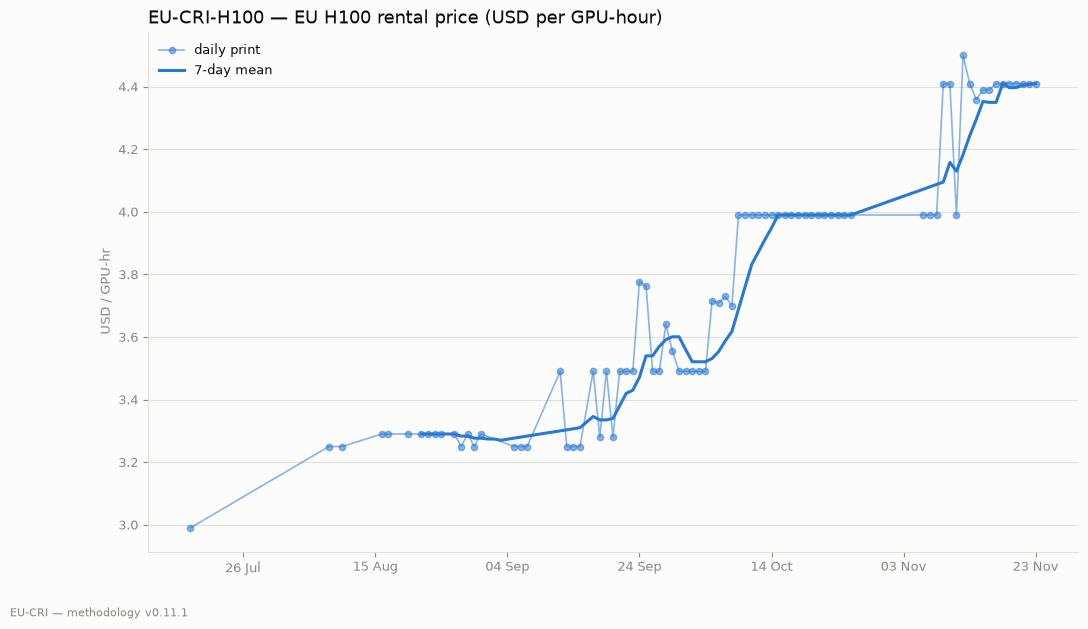 EU-CRI-H100 — EU H100 rental price (USD per GPU-hour)
daily print
7-day mean
4.4
4.2
4.0
3.8
3.6
3.4
3.2
3.0
USD / GPU-hr
26 Jul
15 Aug
04 Sep
24 Sep
14 Oct
03 Nov
23 Nov
EU-CRI — methodology v0.11.1